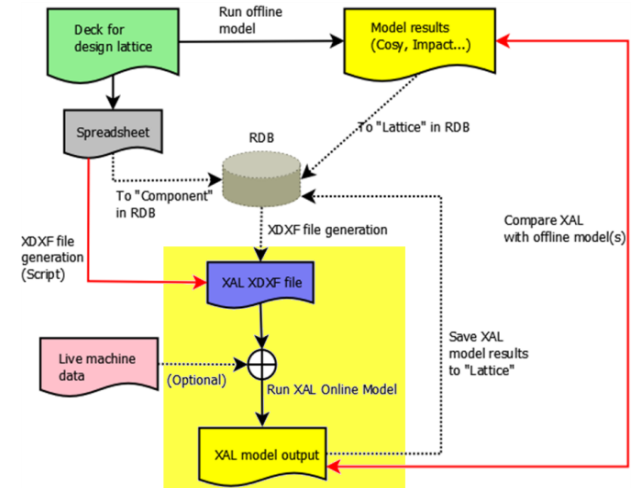 Deck for
design lattice
Run offline
model
Model results
(Cosy, Impact...)
Spreadsheet
RDB
To "Lattice" in RDB
To "Component"
in RDB
XDXF file
generation
(Script)
XDXF file generation
Compare XAL
with offline model(s)
XAL XDXF file
Live machine
data
(Optional)
Run XAL Online Model
Save XAL
model results
to "Lattice"
XAL model output